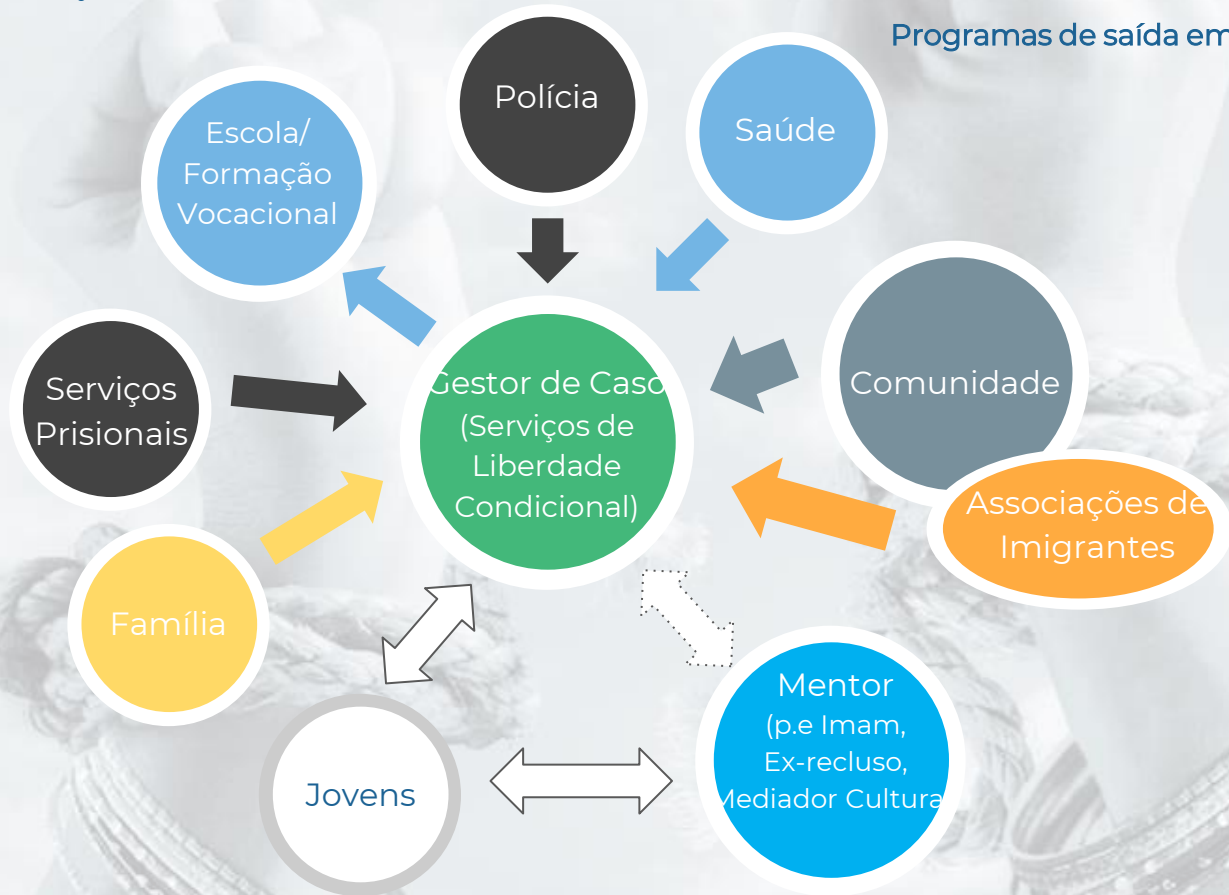 Programas de saída em
Polícia
Saúde
Escola/
Formação
Vocacional
Gestor de Caso
(Serviços de
Liberdade
Condicional)
Comunidade
Serviços
Prisionais
Associações de
Imigrantes
Família
Mentor
(p.e Imam,
Ex-recluso,
Mediador Cultura
Jovens